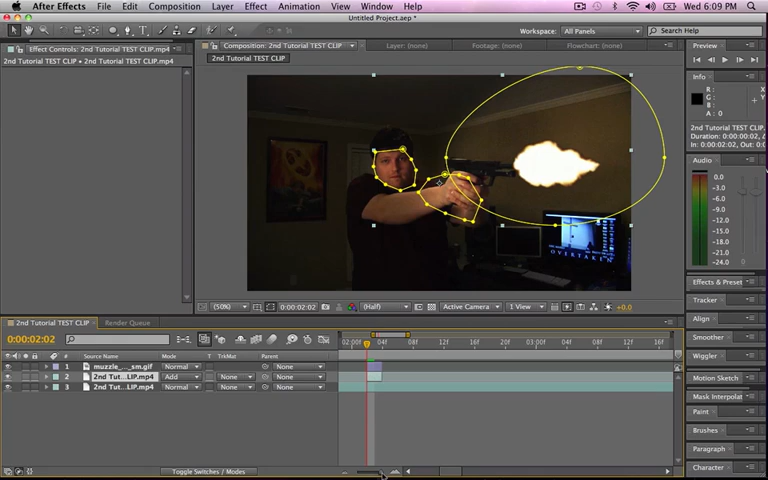 After Effects File Edit Composition Layer Effect Animation View Window Help Wed 6:09 PM
Untitled Project.aep *
Workspace: All Panels Search Help
Effect Controls: 2nd Tutorial TEST CLIP.mp4
2nd Tutorial TEST CLIP • 2nd Tutorial TEST CLIP.mp4
Composition: 2nd Tutorial TEST CLIP Layer: (none) Footage: (none) Flowchart: (none)
2nd Tutorial TEST CLIP
Preview
Info
R :
G :
B :
A : 0
X
Y
2nd Tutorial TEST CLIP.mp4
Duration: 0:00:00:02
In: 0:00:02:02, Out: 0:0
Audio
0.0
-3.0
-6.0
-9.0
-12.0
-15.0
-18.0
-21.0
-24.0
0
Effects & Preset
Tracker
Align
Smoother
Wiggler
Motion Sketch
Mask Interpolat
Paint
Brushes
Paragraph
Character
OVERTAKEN
(50%) 0:00:02:02 (Half) Active Camera 1 View +0.0
2nd Tutorial TEST CLIP Render Queue
0:00:02:02
02:00f 04f 08f 12f 16f 20f 03:00f 04f 08f 12f 16f
# Source Name Mode T TrkMat Parent
1 muzzle_..._sm.gif Normal None
2 2nd Tut...LIP.mp4 Add None None
3 2nd Tut...LIP.mp4 Normal None None
Toggle Switches / Modes